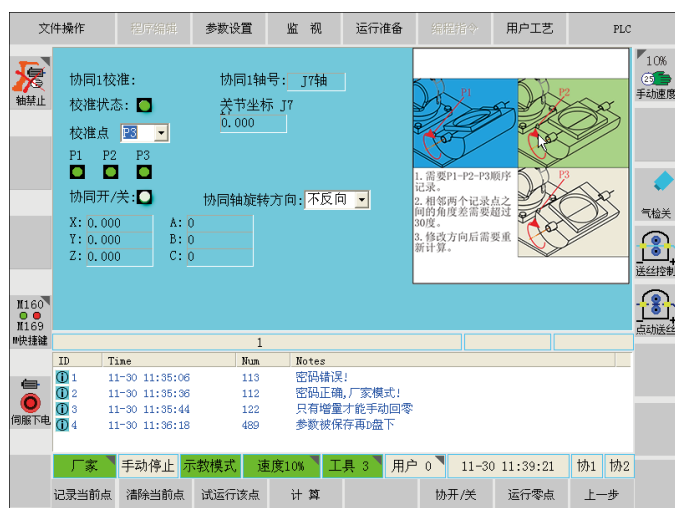 文件操作 程序编辑 参数设置 监 视 运行准备 编程指令 用户工艺 PLC
轴禁止
10%
手动速度
协同1校准: 协同1轴号: J7轴
校准状态: 关节坐标 J7
校准点 P3 0.000
P1 P2 P3
协同开/关: 协同轴旋转方向: 不反向
X: 0.000 A: 0
Y: 0.000 B: 0
Z: 0.000 C: 0
P1 P2
P3
1.需要P1-P2-P3顺序
记录。
2.相邻两个记录点之
间的角度差需要超过
30度。
3.修改方向后需要重
新计算。
气检关
送丝控制
点动送丝
M160
M169
M快捷键
伺服下电
1
ID Time Num Notes
1 11-30 11:35:06 113 密码错误!
2 11-30 11:35:36 112 密码正确,厂家模式!
3 11-30 11:35:44 122 只有增量才能手动回零
4 11-30 11:36:18 489 参数被保存再D盘下
厂家 手动停止 示教模式 速度10% 工具 3 用户 0 11-30 11:39:21 协1 协2
记录当前点 清除当前点 试运行该点 计 算 协开/关 运行零点 上一步